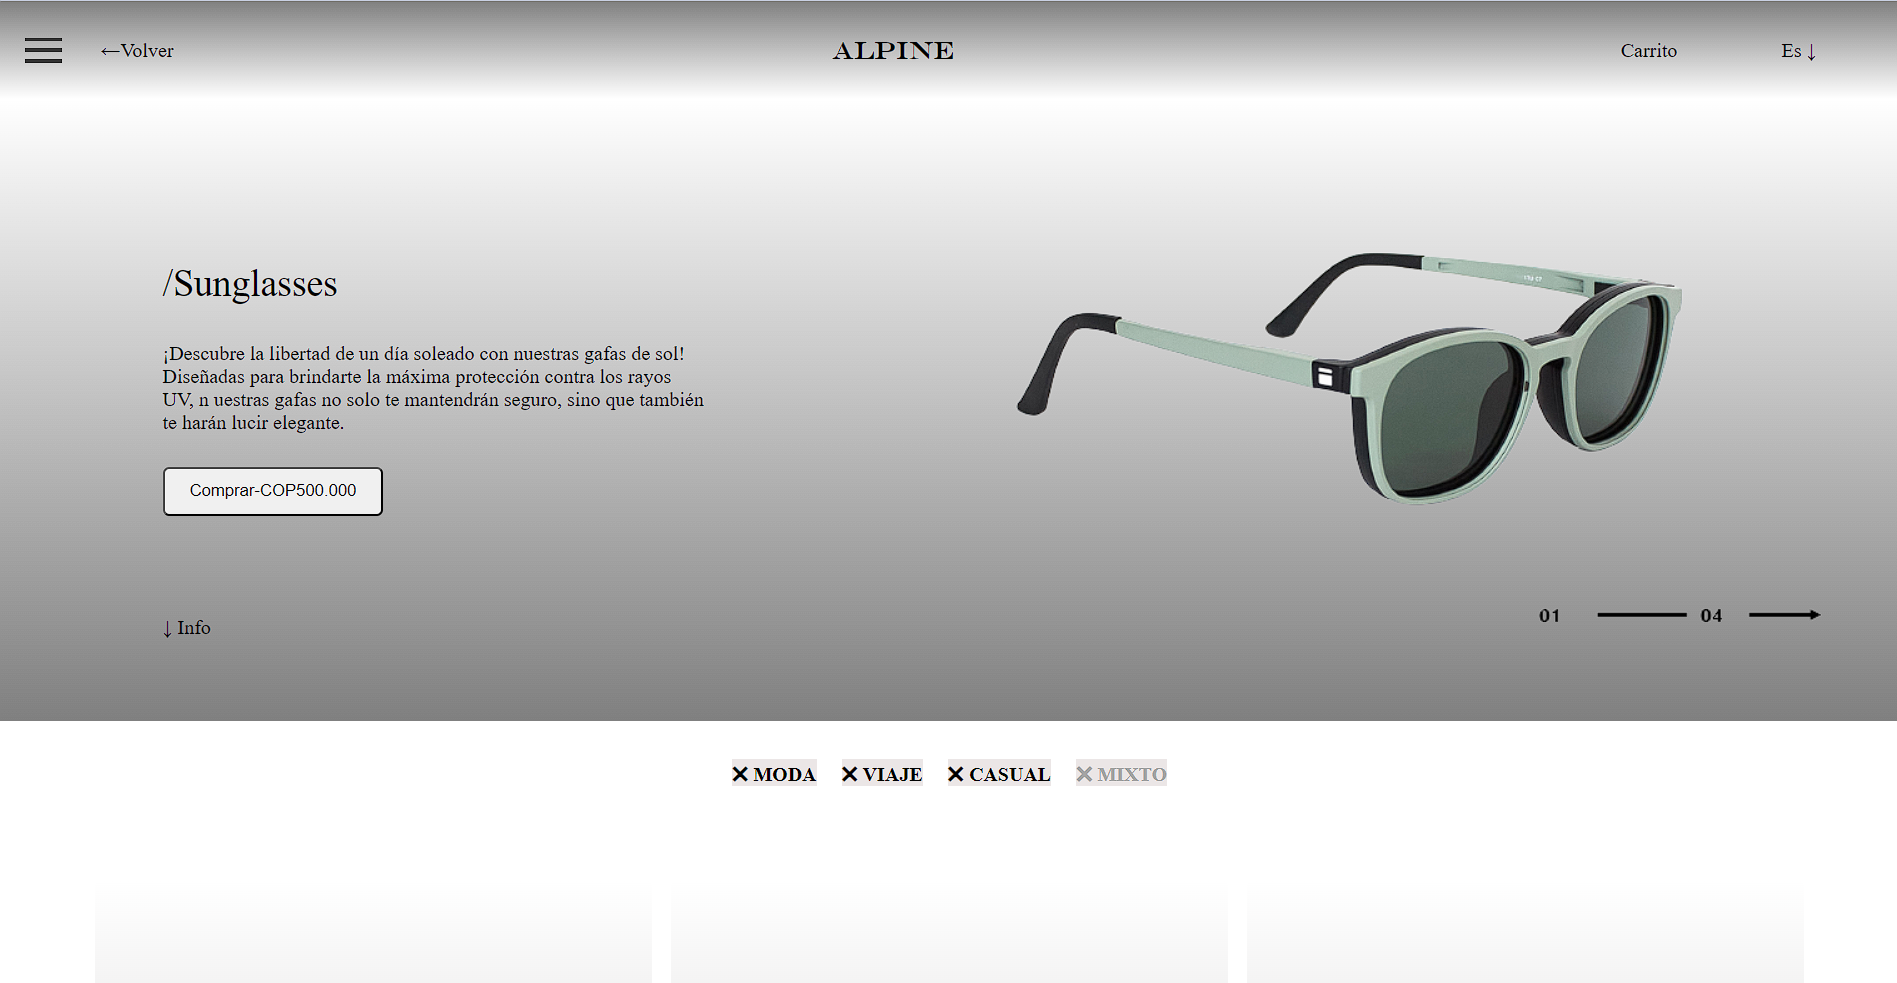 ←Volver
ALPINE
Carrito
Es ↓
/Sunglasses
¡Descubre la libertad de un día soleado con nuestras gafas de sol!
Diseñadas para brindarte la máxima protección contra los rayos
UV, n uestras gafas no solo te mantendrán seguro, sino que también
te harán lucir elegante.
Comprar-COP500.000
↓ Info
01
04
✕ MODA
✕ VIAJE
✕ CASUAL
✕ MIXTO